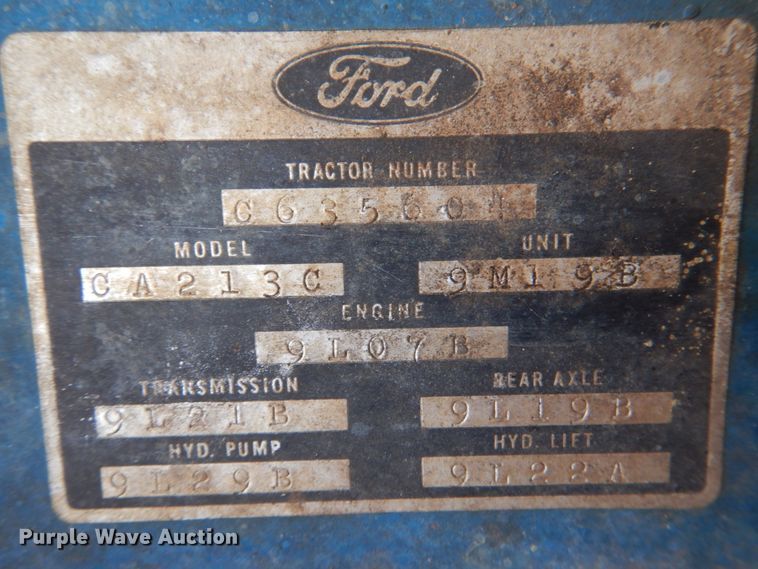 Ford
TRACTOR NUMBER
C635604
MODEL UNIT
CA213C 9M19B
ENGINE
9L07B
TRANSMISSION REAR AXLE
9L21B 9L19B
HYD. PUMP HYD. LIFT
9L29B 9L22A
Purple Wave Auction